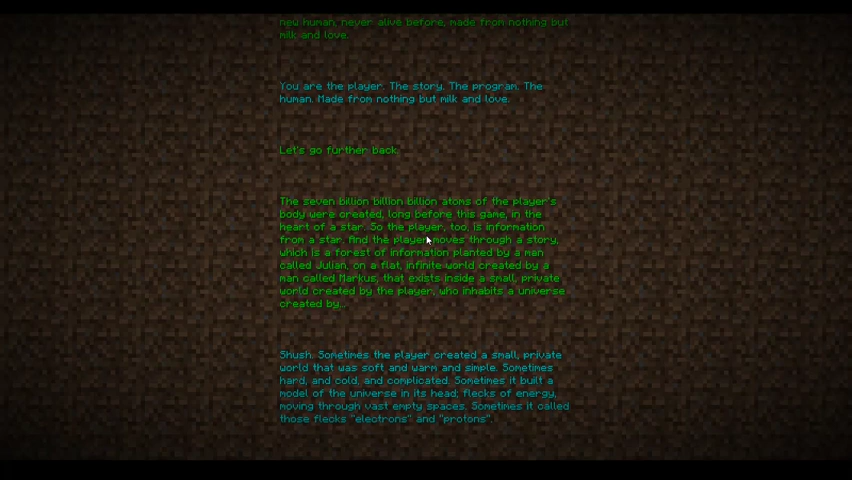 new human, never alive before, made from nothing but
milk and love.
You are the player. The story. The program. The
human. Made from nothing but milk and love.
Let's go further back.
The seven billion billion billion atoms of the player's
body were created, long before this game, in the
heart of a star. So the player, too, is information
from a star. And the player moves through a story,
which is a forest of information planted by a man
called Julian, on a flat, infinite world created by a
man called Markus, that exists inside a small, private
world created by the player, who inhabits a universe
created by...
Shush. Sometimes the player created a small, private
world that was soft and warm and simple. Sometimes
hard, and cold, and complicated. Sometimes it built a
model of the universe in its head; flecks of energy,
moving through vast empty spaces. Sometimes it called
those flecks "electrons" and "protons".